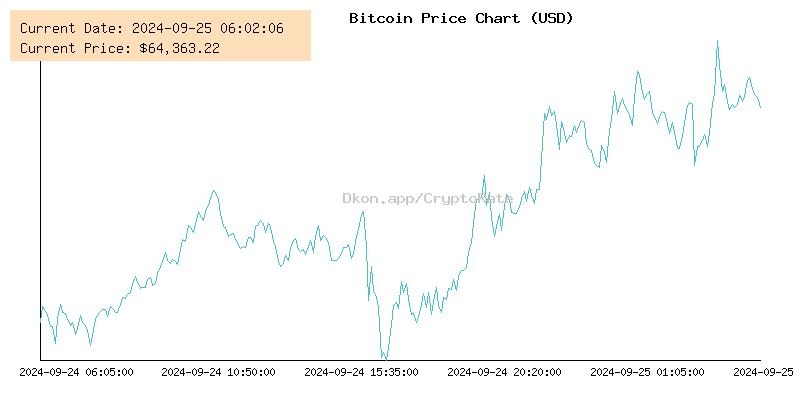 Bitcoin Price Chart (USD)
Current Date: 2024-09-25 06:02:06
Current Price: $64,363.22
Dkon.app/CryptoKate
2024-09-24 06:05:00 2024-09-24 10:50:00 2024-09-24 15:35:00 2024-09-24 20:20:00 2024-09-25 01:05:00 2024-09-25